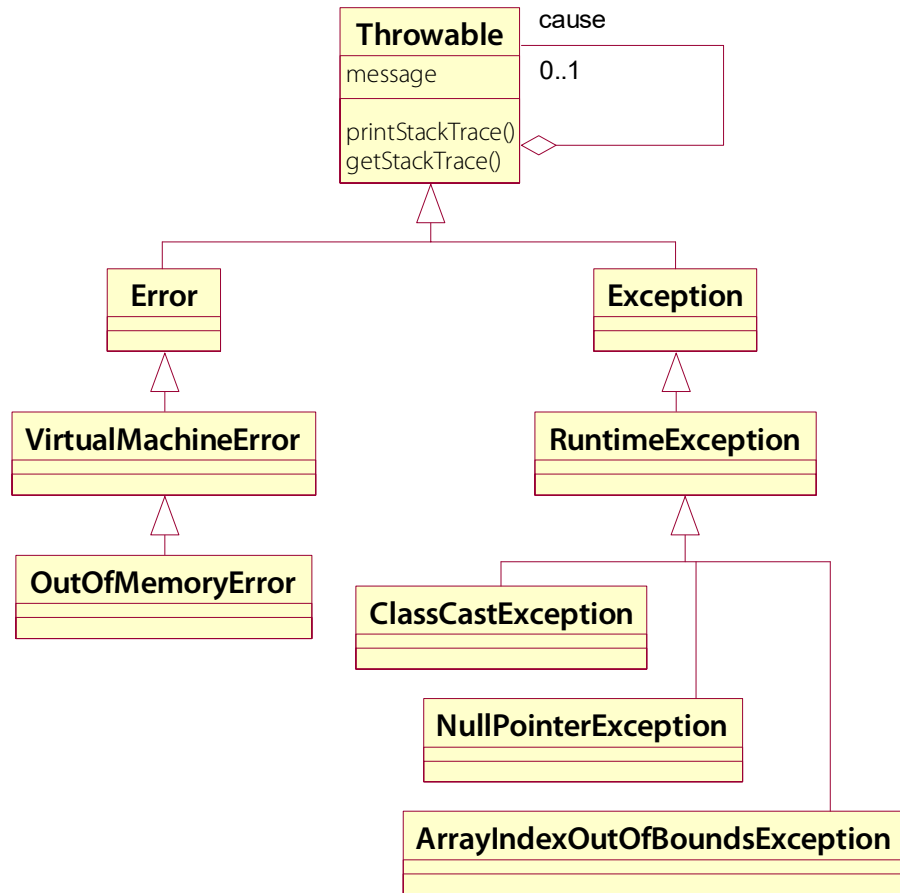 Throwable
cause
message
0..1
printStackTrace()
getStackTrace()
Error
Exception
VirtualMachineError
RuntimeException
OutOfMemoryError
ClassCastException
NullPointerException
ArrayIndexOutOfBoundsException